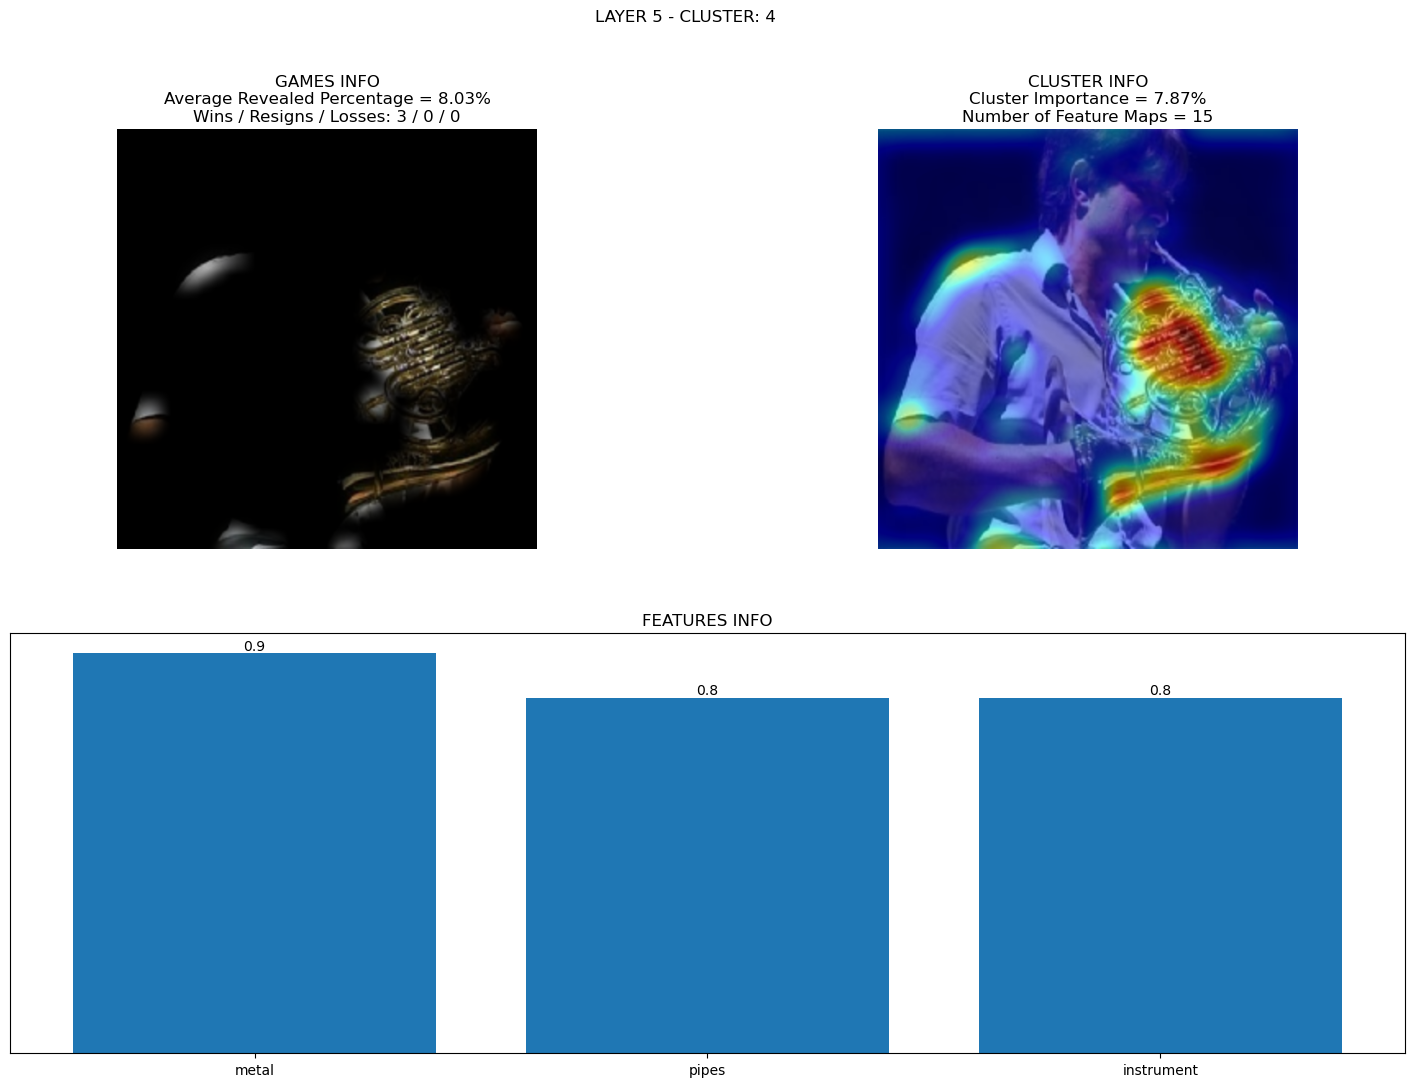 LAYER 5 - CLUSTER: 4
GAMES INFO
Average Revealed Percentage = 8.03%
Wins / Resigns / Losses: 3 / 0 / 0
CLUSTER INFO
Cluster Importance = 7.87%
Number of Feature Maps = 15
FEATURES INFO
0.9
0.8
0.8
metal
pipes
instrument